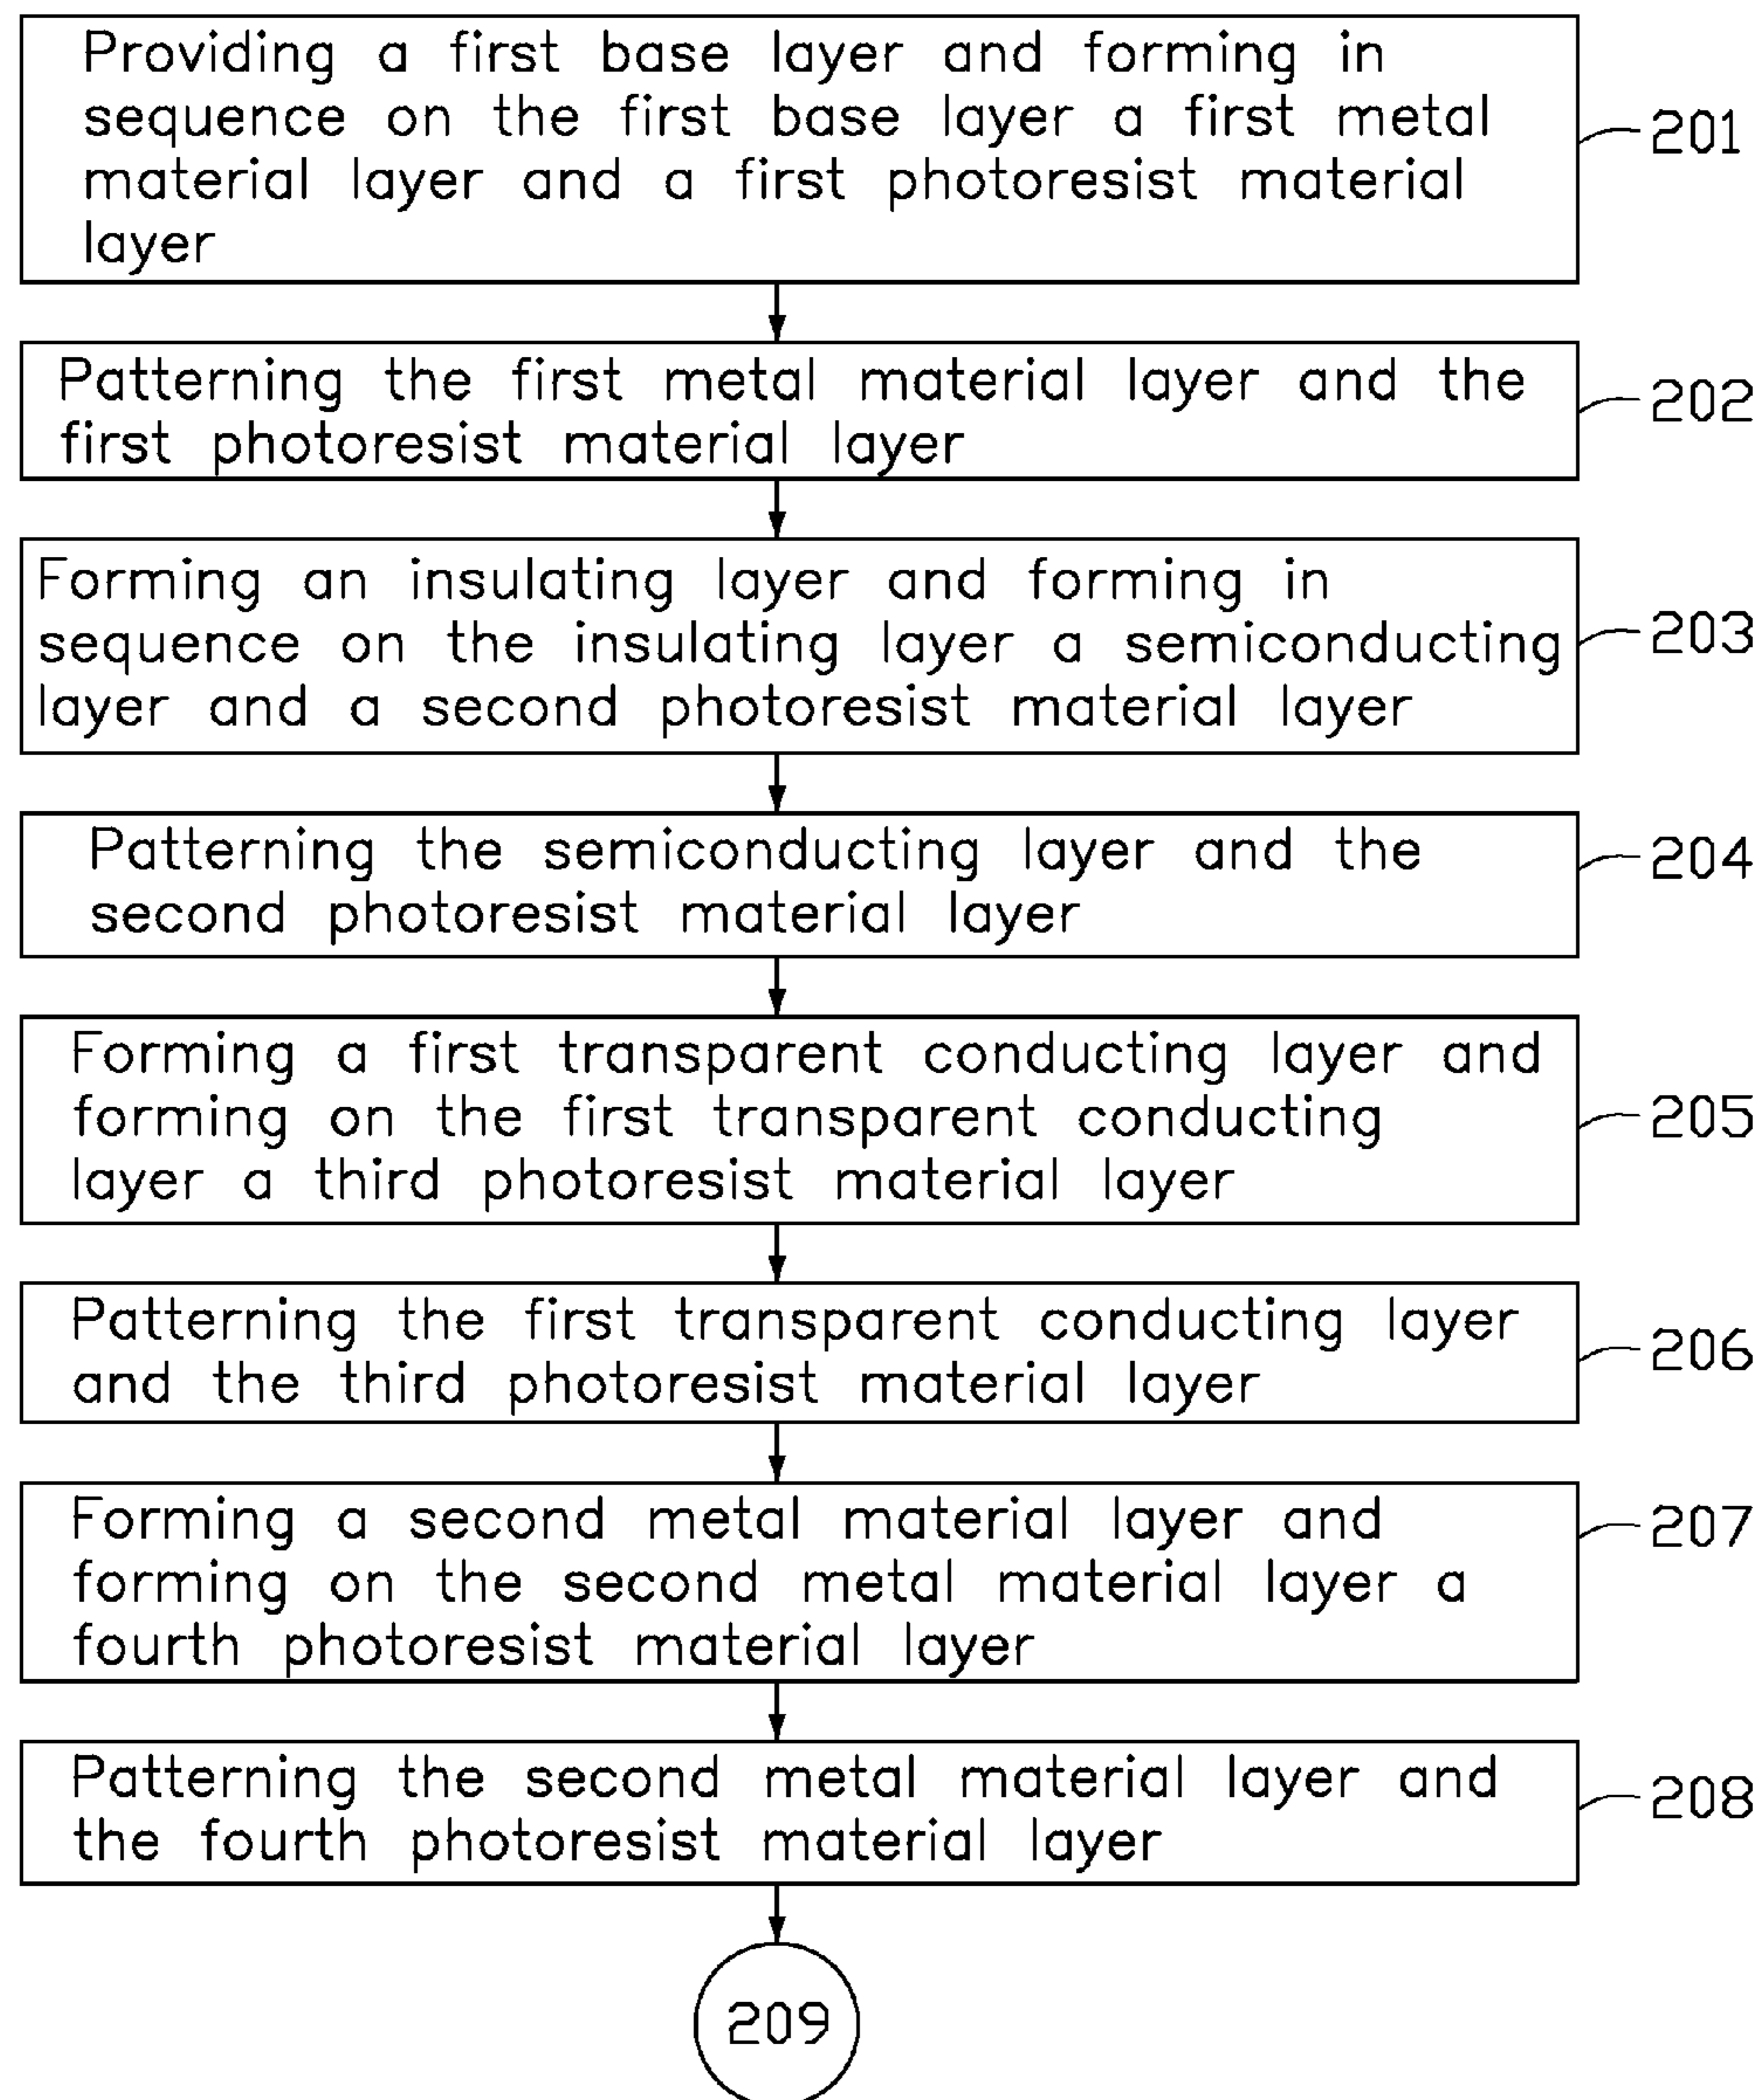 Providing a first base layer and forming in
sequence on the first base layer a first metal
material layer and a first photoresist material
layer
201
Patterning the first metal material layer and the
first photoresist material layer
202
Forming an insulating layer and forming in
sequence on the insulating layer a semiconducting
layer and a second photoresist material layer
203
Patterning the semiconducting layer and the
second photoresist material layer
204
Forming a first transparent conducting layer and
forming on the first transparent conducting
layer a third photoresist material layer
205
Patterning the first transparent conducting layer
and the third photoresist material layer
206
Forming a second metal material layer and
forming on the second metal material layer a
fourth photoresist material layer
207
Patterning the second metal material layer and
the fourth photoresist material layer
208
209